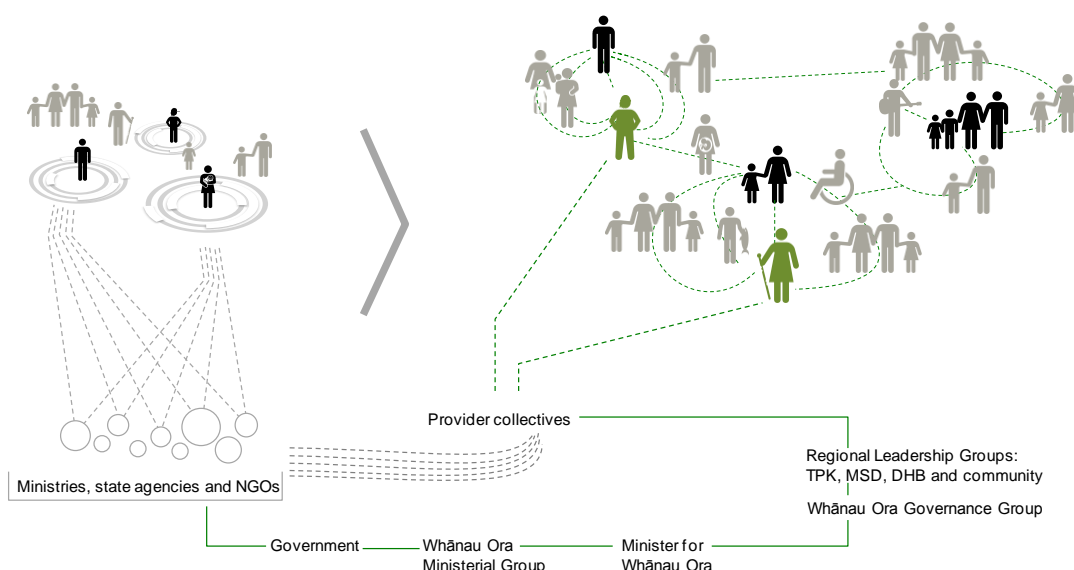 Provider collectives
Regional Leadership Groups:
TPK, MSD, DHB and community
Whānau Ora Governance Group
Ministries, state agencies and NGOs
Government
Whānau Ora
Ministerial Group
Minister for
Whānau Ora